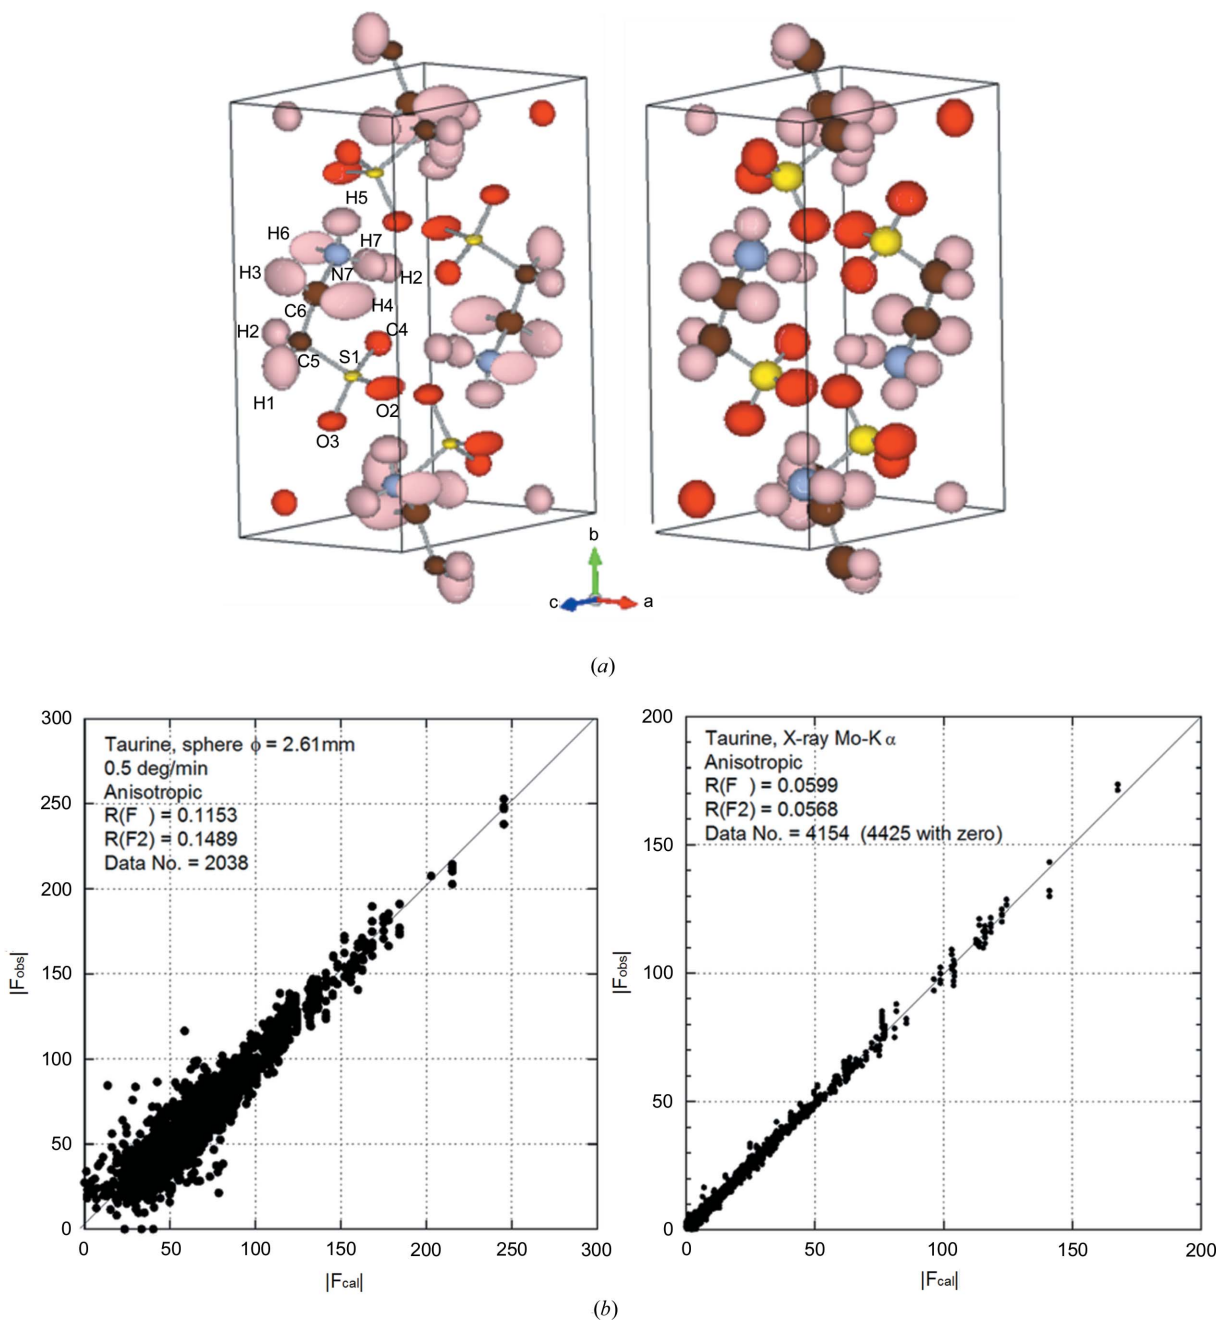 H5
H6
H7
H3
N7
H2
C6
H4
H2
C4
C5
S1
H1
O2
O3
b
c
a
(a)
300
250
200
150
100
50
0
|Fobs|
Taurine, sphere ϕ = 2.61mm
0.5 deg/min
Anisotropic
R(F ) = 0.1153
R(F2) = 0.1489
Data No. = 2038
0 50 100 150 200 250 300
|Fcal|
200
150
100
50
0
|Fobs|
Taurine, X-ray Mo-K α
Anisotropic
R(F ) = 0.0599
R(F2) = 0.0568
Data No. = 4154 (4425 with zero)
0 50 100 150 200
|Fcal|
(b)